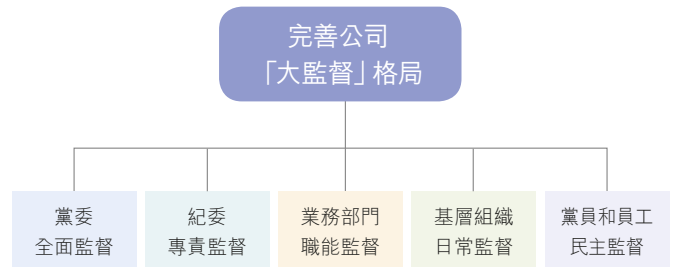 完善公司
「大監督」格局
黨委
全面監督
紀委
專責監督
業務部門
職能監督
基層組織
日常監督
黨員和員工
民主監督